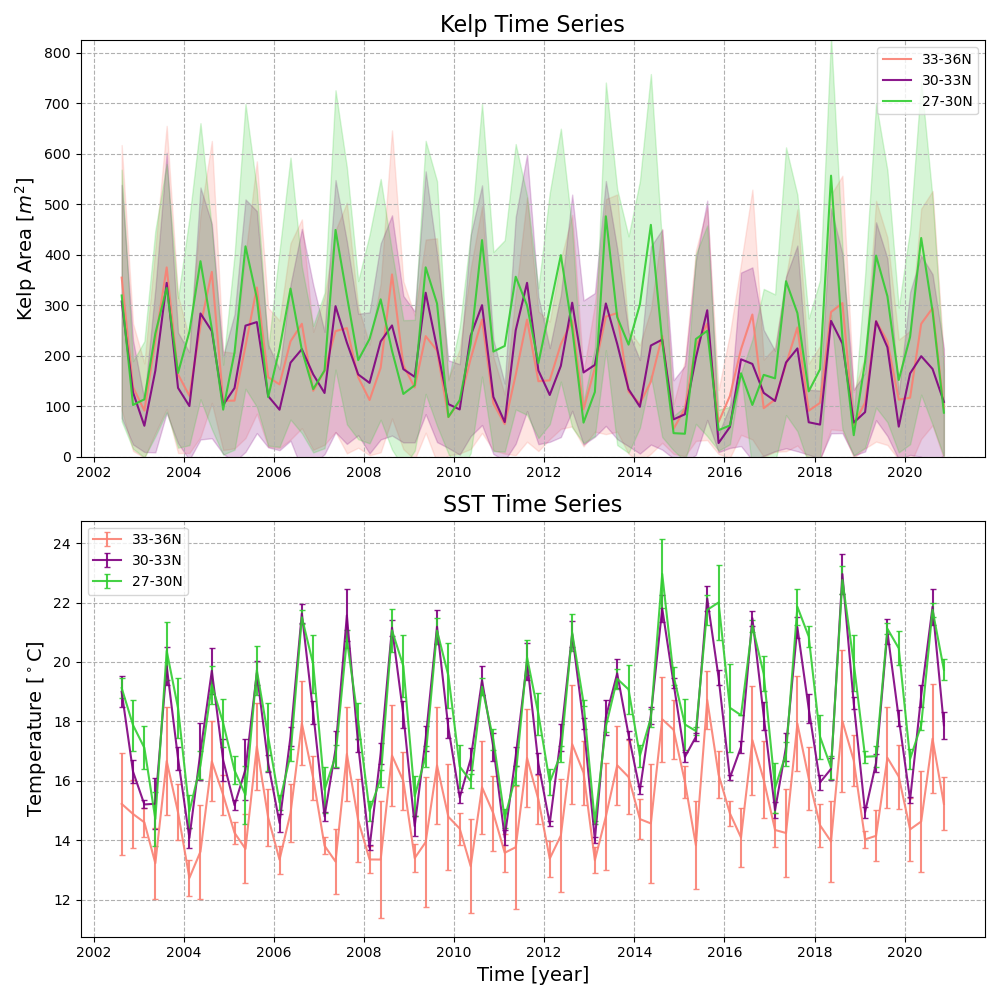 Kelp Time Series
Kelp Area [$m^2$]
800
700
600
500
400
300
200
100
0
33-36N
30-33N
27-30N
2002 2004 2006 2008 2010 2012 2014 2016 2018 2020
SST Time Series
Temperature [°C]
24
22
20
18
16
14
12
33-36N
30-33N
27-30N
2002 2004 2006 2008 2010 2012 2014 2016 2018 2020
Time [year]